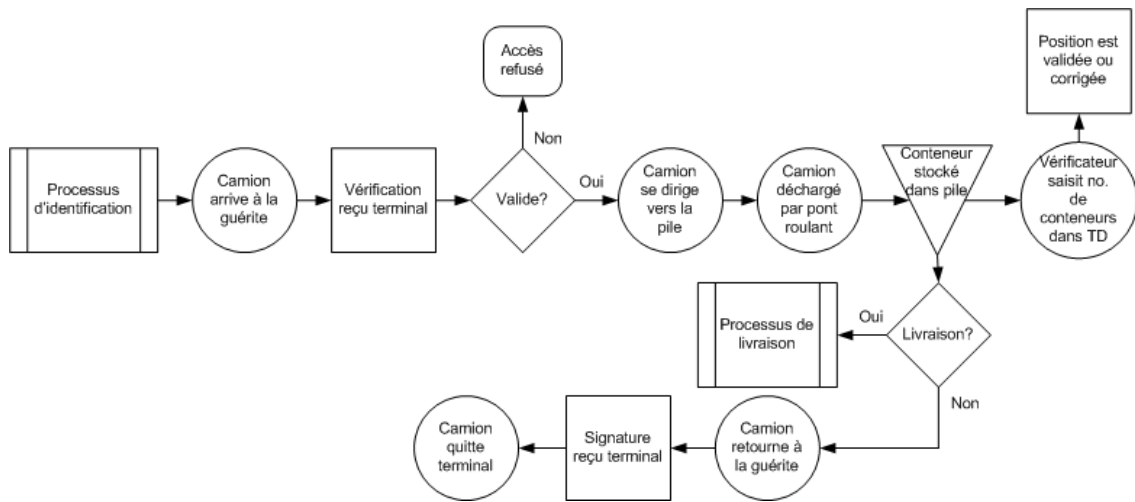 Accès
refusé
Position est
validée ou
corrigée
Non
Processus
d'identification
Camion
arrive à la
guérite
Vérification
reçu terminal
Valide?
Oui
Camion
se dirige
vers la
pile
Camion
déchargé
par pont
roulant
Conteneur
stocké
dans pile
Vérificateur
saisit no.
de
conteneurs
dans TD
Processus de
livraison
Oui
Livraison?
Non
Camion
quitte
terminal
Signature
reçu terminal
Camion
retourne à
la guérite